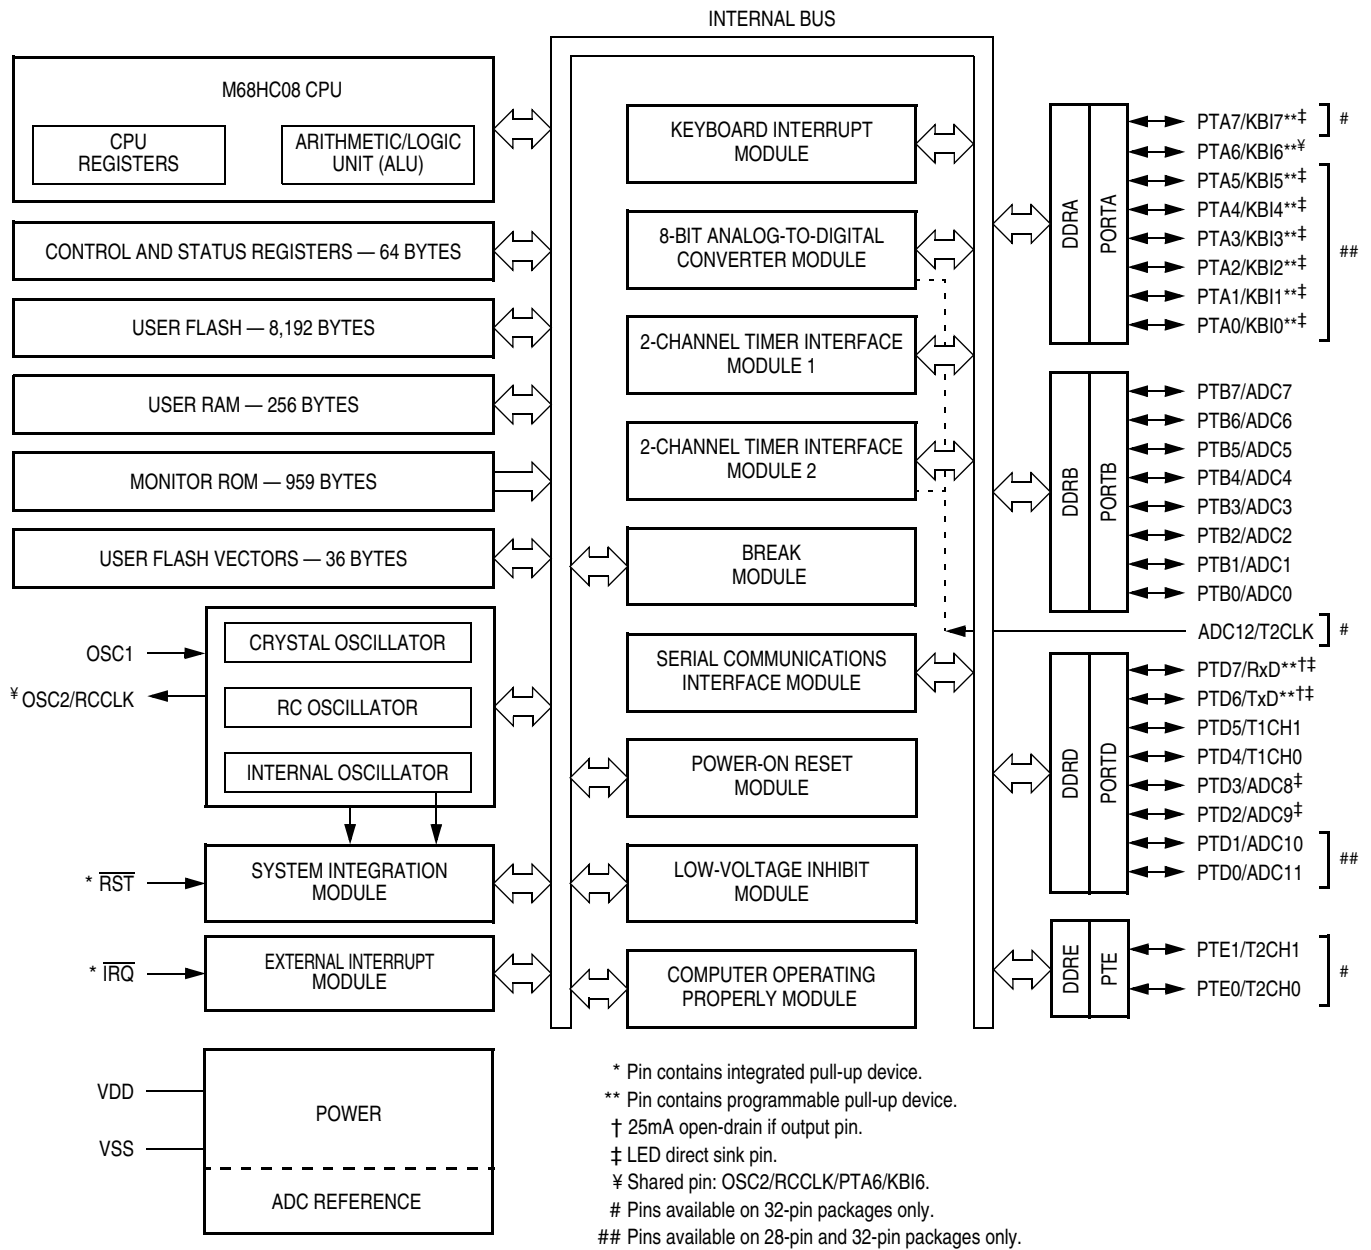 INTERNAL BUS
M68HC08 CPU
CPU
REGISTERS
ARITHMETIC/LOGIC
UNIT (ALU)
CONTROL AND STATUS REGISTERS — 64 BYTES
USER FLASH — 8,192 BYTES
USER RAM — 256 BYTES
MONITOR ROM — 959 BYTES
USER FLASH VECTORS — 36 BYTES
OSC1
¥ OSC2/RCCLK
CRYSTAL OSCILLATOR
RC OSCILLATOR
INTERNAL OSCILLATOR
* RST
SYSTEM INTEGRATION
MODULE
* IRQ
EXTERNAL INTERRUPT
MODULE
VDD
VSS
POWER
ADC REFERENCE
KEYBOARD INTERRUPT
MODULE
8-BIT ANALOG-TO-DIGITAL
CONVERTER MODULE
2-CHANNEL TIMER INTERFACE
MODULE 1
2-CHANNEL TIMER INTERFACE
MODULE 2
BREAK
MODULE
SERIAL COMMUNICATIONS
INTERFACE MODULE
POWER-ON RESET
MODULE
LOW-VOLTAGE INHIBIT
MODULE
COMPUTER OPERATING
PROPERLY MODULE
DDRA
PORTA
PTA7/KBI7**‡
#
PTA6/KBI6**¥
PTA5/KBI5**‡
PTA4/KBI4**‡
PTA3/KBI3**‡
PTA2/KBI2**‡
PTA1/KBI1**‡
PTA0/KBI0**‡
##
DDRB
PORTB
PTB7/ADC7
PTB6/ADC6
PTB5/ADC5
PTB4/ADC4
PTB3/ADC3
PTB2/ADC2
PTB1/ADC1
PTB0/ADC0
ADC12/T2CLK
#
DDRD
PORTD
PTD7/RxD**†‡
PTD6/TxD**†‡
PTD5/T1CH1
PTD4/T1CH0
PTD3/ADC8‡
PTD2/ADC9‡
PTD1/ADC10
PTD0/ADC11
##
DDRE
PTE
PTE1/T2CH1
PTE0/T2CH0
#
* Pin contains integrated pull-up device.
** Pin contains programmable pull-up device.
† 25mA open-drain if output pin.
‡ LED direct sink pin.
¥ Shared pin: OSC2/RCCLK/PTA6/KBI6.
# Pins available on 32-pin packages only.
## Pins available on 28-pin and 32-pin packages only.